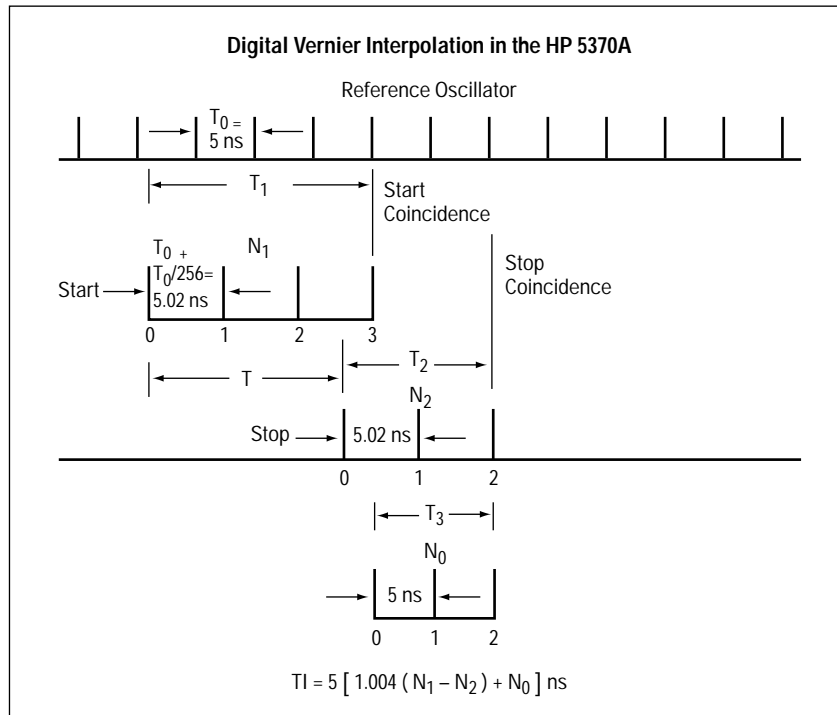 Digital Vernier Interpolation in the HP 5370A
Reference Oscillator
T0 =
5 ns
T1
Start
Coincidence
T0 +
T0/256=
5.02 ns
N1
Start
Stop
Coincidence
0 1 2 3
T
T2
N2
Stop
5.02 ns
0 1 2
T3
N0
5 ns
0 1 2
TI = 5 [ 1.004 ( N1 – N2 ) + N0 ] ns